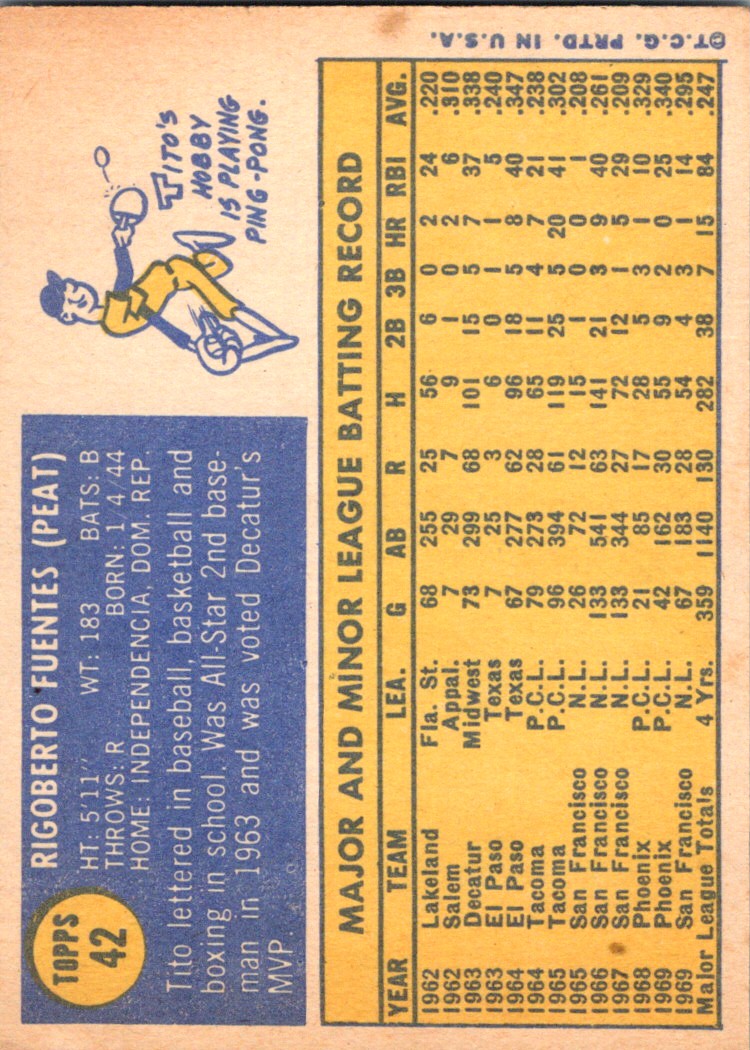 TOPPS
42
RIGOBERTO FUENTES (PEAT)
HT: 5'11" WT: 183 BATS: B
THROWS: R BORN: 1/4/44
HOME: INDEPENDENCIA, DOM. REP.
Tito lettered in baseball, basketball and
boxing in school. Was All-Star 2nd base-
man in 1963 and was voted Decatur's
MVP.
TITO'S
HOBBY
IS PLAYING
PING-PONG.
MAJOR AND MINOR LEAGUE BATTING RECORD
YEAR TEAM LEA. G AB R H 2B 3B HR RBI AVG.
1962 Lakeland Fla. St. 68 255 25 56 6 0 2 24 .220
1962 Salem Appal. 7 29 7 9 1 0 2 6 .310
1963 Decatur Midwest 73 299 68 101 15 5 7 37 .338
1963 El Paso Texas 7 25 3 6 0 1 1 5 .240
1964 El Paso Texas 67 277 62 96 18 5 8 40 .347
1964 Tacoma P.C.L. 79 273 28 65 11 4 7 21 .238
1965 Tacoma P.C.L. 96 394 61 119 25 5 20 41 .302
1965 San Francisco N.L. 26 72 12 15 1 0 0 1 .208
1966 San Francisco N.L. 133 541 63 141 21 3 9 40 .261
1967 San Francisco N.L. 133 344 27 72 12 1 5 29 .209
1968 Phoenix P.C.L. 21 85 17 28 5 3 1 10 .329
1969 Phoenix P.C.L. 42 162 30 55 9 2 0 25 .340
1969 San Francisco N.L. 67 183 28 54 4 3 1 14 .295
Major League Totals 4 Yrs. 359 1140 130 282 38 7 15 84 .247
©T.C.G. PRTD. IN U.S.A.